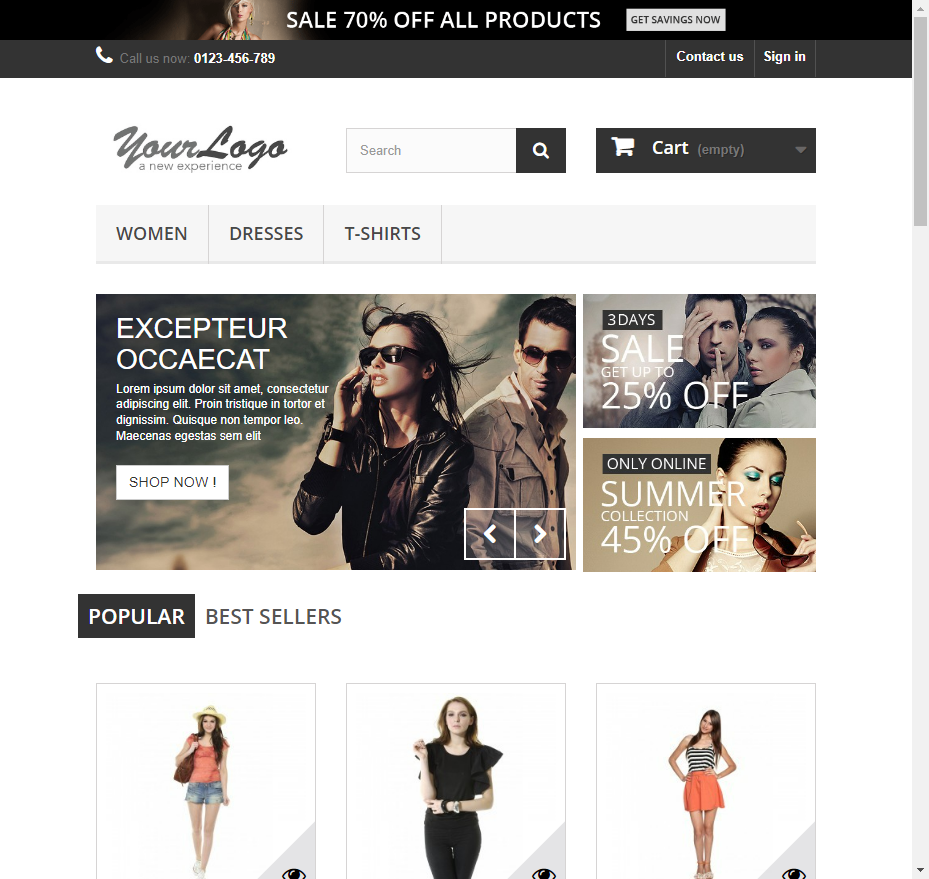 SALE 70% OFF ALL PRODUCTS GET SAVINGS NOW
Call us now: 0123-456-789 Contact us Sign in
YourLogo
a new experience
Search
Cart (empty)
WOMEN DRESSES T-SHIRTS
EXCEPTEUR
OCCAECAT
Lorem ipsum dolor sit amet, consectetur
adipiscing elit. Proin tristique in tortor et
dignissim. Quisque non tempor leo.
Maecenas egestas sem elit
SHOP NOW !
3 DAYS
SALE
GET UP TO
25% OFF
ONLY ONLINE
SUMMER
COLLECTION
45% OFF
POPULAR BEST SELLERS